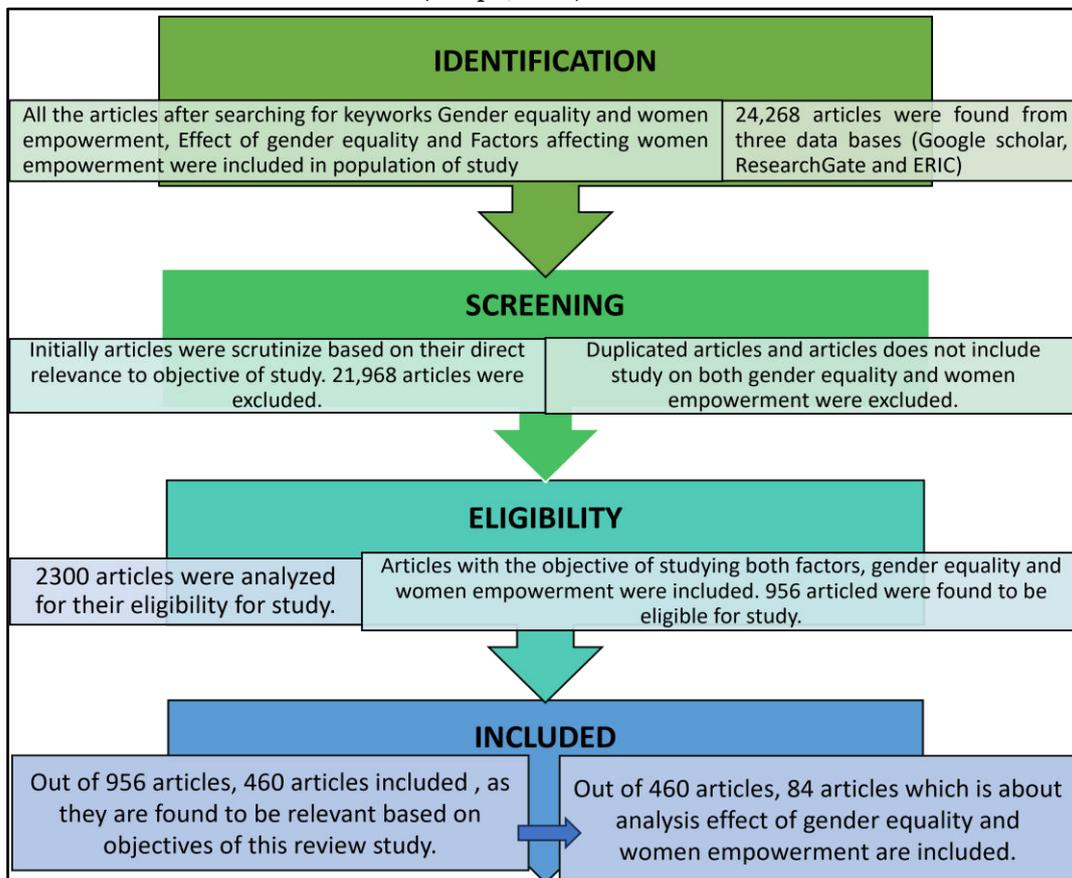 IDENTIFICATION
All the articles after searching for keyworks Gender equality and women
empowerment, Effect of gender equality and Factors affecting women
empowerment were included in population of study
24,268 articles were found from
three data bases (Google scholar,
ResearchGate and ERIC)
SCREENING
Initially articles were scrutinize based on their direct
relevance to objective of study. 21,968 articles were
excluded.
Duplicated articles and articles does not include
study on both gender equality and women
empowerment were excluded.
ELIGIBILITY
2300 articles were analyzed
for their eligibility for study.
Articles with the objective of studying both factors, gender equality and
women empowerment were included. 956 articled were found to be
eligible for study.
INCLUDED
Out of 956 articles, 460 articles included , as
they are found to be relevant based on
objectives of this review study.
Out of 460 articles, 84 articles which is about
analysis effect of gender equality and
women empowerment are included.